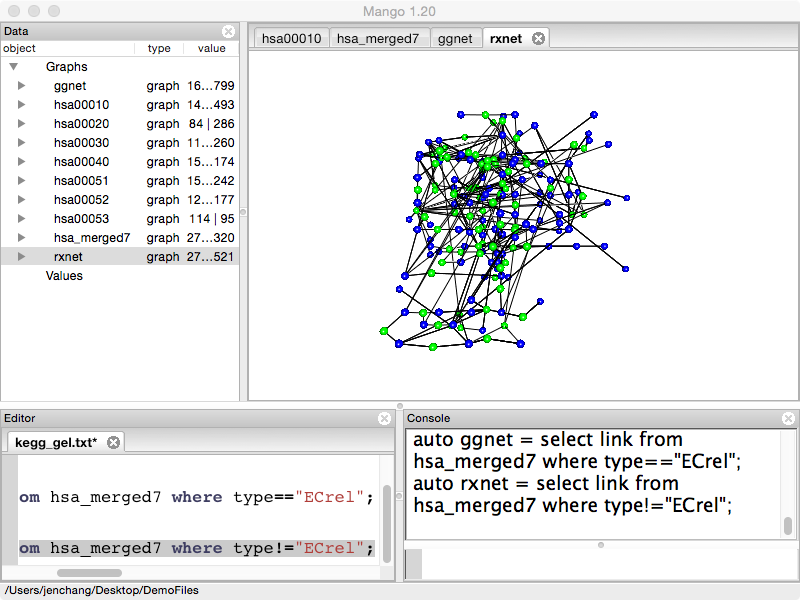 Mango 1.20
Data
object type value
Graphs
ggnet graph 16...799
hsa00010 graph 14...493
hsa00020 graph 84 | 286
hsa00030 graph 11...260
hsa00040 graph 15...174
hsa00051 graph 15...242
hsa00052 graph 12...177
hsa00053 graph 114 | 95
hsa_merged7 graph 27...320
rxnet graph 27...521
Values
hsa00010 hsa_merged7 ggnet rxnet
Editor
kegg_gel.txt*
om hsa_merged7 where type=="ECrel";
om hsa_merged7 where type!="ECrel";
Console
auto ggnet = select link from
hsa_merged7 where type=="ECrel";
auto rxnet = select link from
hsa_merged7 where type!="ECrel";
/Users/jenchang/Desktop/DemoFiles